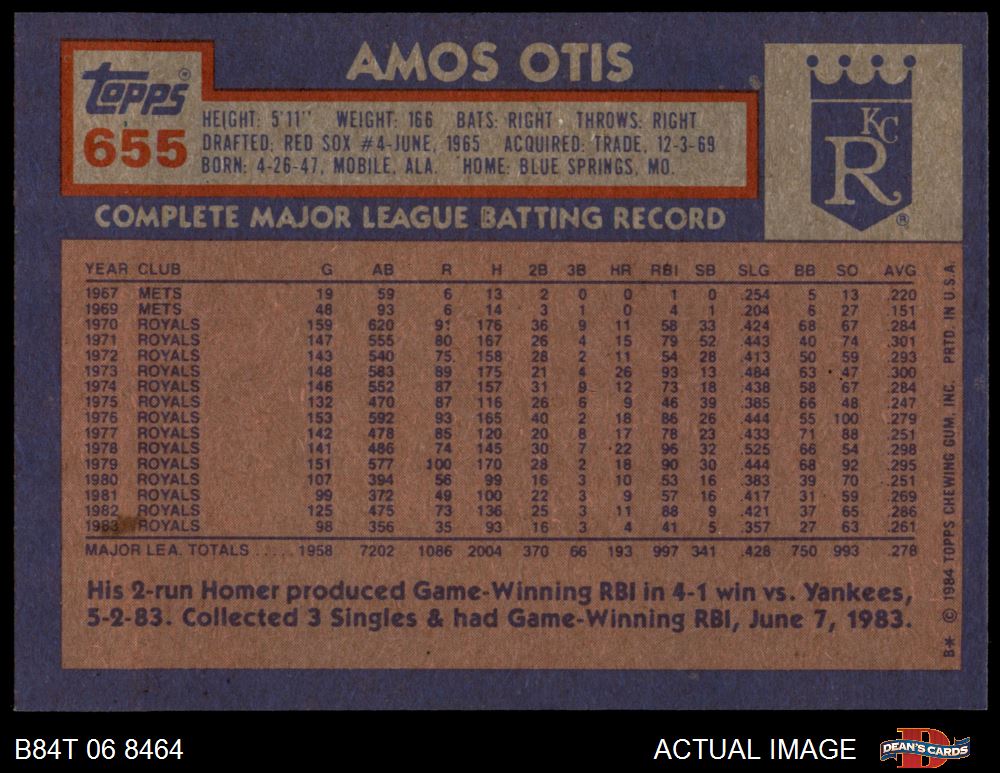 AMOS OTIS
topps
655
HEIGHT: 5'11" WEIGHT: 166 BATS: RIGHT THROWS: RIGHT
DRAFTED: RED SOX #4-JUNE, 1965 ACQUIRED: TRADE, 12-3-69
BORN: 4-26-47, MOBILE, ALA. HOME: BLUE SPRINGS, MO.
KC
R
®
COMPLETE MAJOR LEAGUE BATTING RECORD
YEAR CLUB G AB R H 2B 3B HR RBI SB SLG BB SO AVG
1967 METS 19 59 6 13 2 0 0 1 0 .254 5 13 .220
1969 METS 48 93 6 14 3 1 0 4 1 .204 6 27 .151
1970 ROYALS 159 620 91 176 36 9 11 58 33 .424 68 67 .284
1971 ROYALS 147 555 80 167 26 4 15 79 52 .443 40 74 .301
1972 ROYALS 143 540 75 158 28 2 11 54 28 .413 50 59 .293
1973 ROYALS 148 583 89 175 21 4 26 93 13 .484 63 47 .300
1974 ROYALS 146 552 87 157 31 9 12 73 18 .438 58 67 .284
1975 ROYALS 132 470 87 116 26 6 9 46 39 .385 66 48 .247
1976 ROYALS 153 592 93 165 40 2 18 86 26 .444 55 100 .279
1977 ROYALS 142 478 85 120 20 8 17 78 23 .433 71 88 .251
1978 ROYALS 141 486 74 145 30 7 22 96 32 .525 66 54 .298
1979 ROYALS 151 577 100 170 28 2 18 90 30 .444 68 92 .295
1980 ROYALS 107 394 56 99 16 3 10 53 16 .383 39 70 .251
1981 ROYALS 99 372 49 100 22 3 9 57 16 .417 31 59 .269
1982 ROYALS 125 475 73 136 25 3 11 88 9 .421 37 65 .286
1983 ROYALS 98 356 35 93 16 3 4 41 5 .357 27 63 .261
MAJOR LEA. TOTALS ..... 1958 7202 1086 2004 370 66 193 997 341 .428 750 993 .278
His 2-run Homer produced Game-Winning RBI in 4-1 win vs. Yankees,
5-2-83. Collected 3 Singles & had Game-Winning RBI, June 7, 1983.
B* © 1984 TOPPS CHEWING GUM, INC. PRTD. IN U.S.A.
B84T 06 8464
ACTUAL IMAGE
D
DEAN'S CARDS